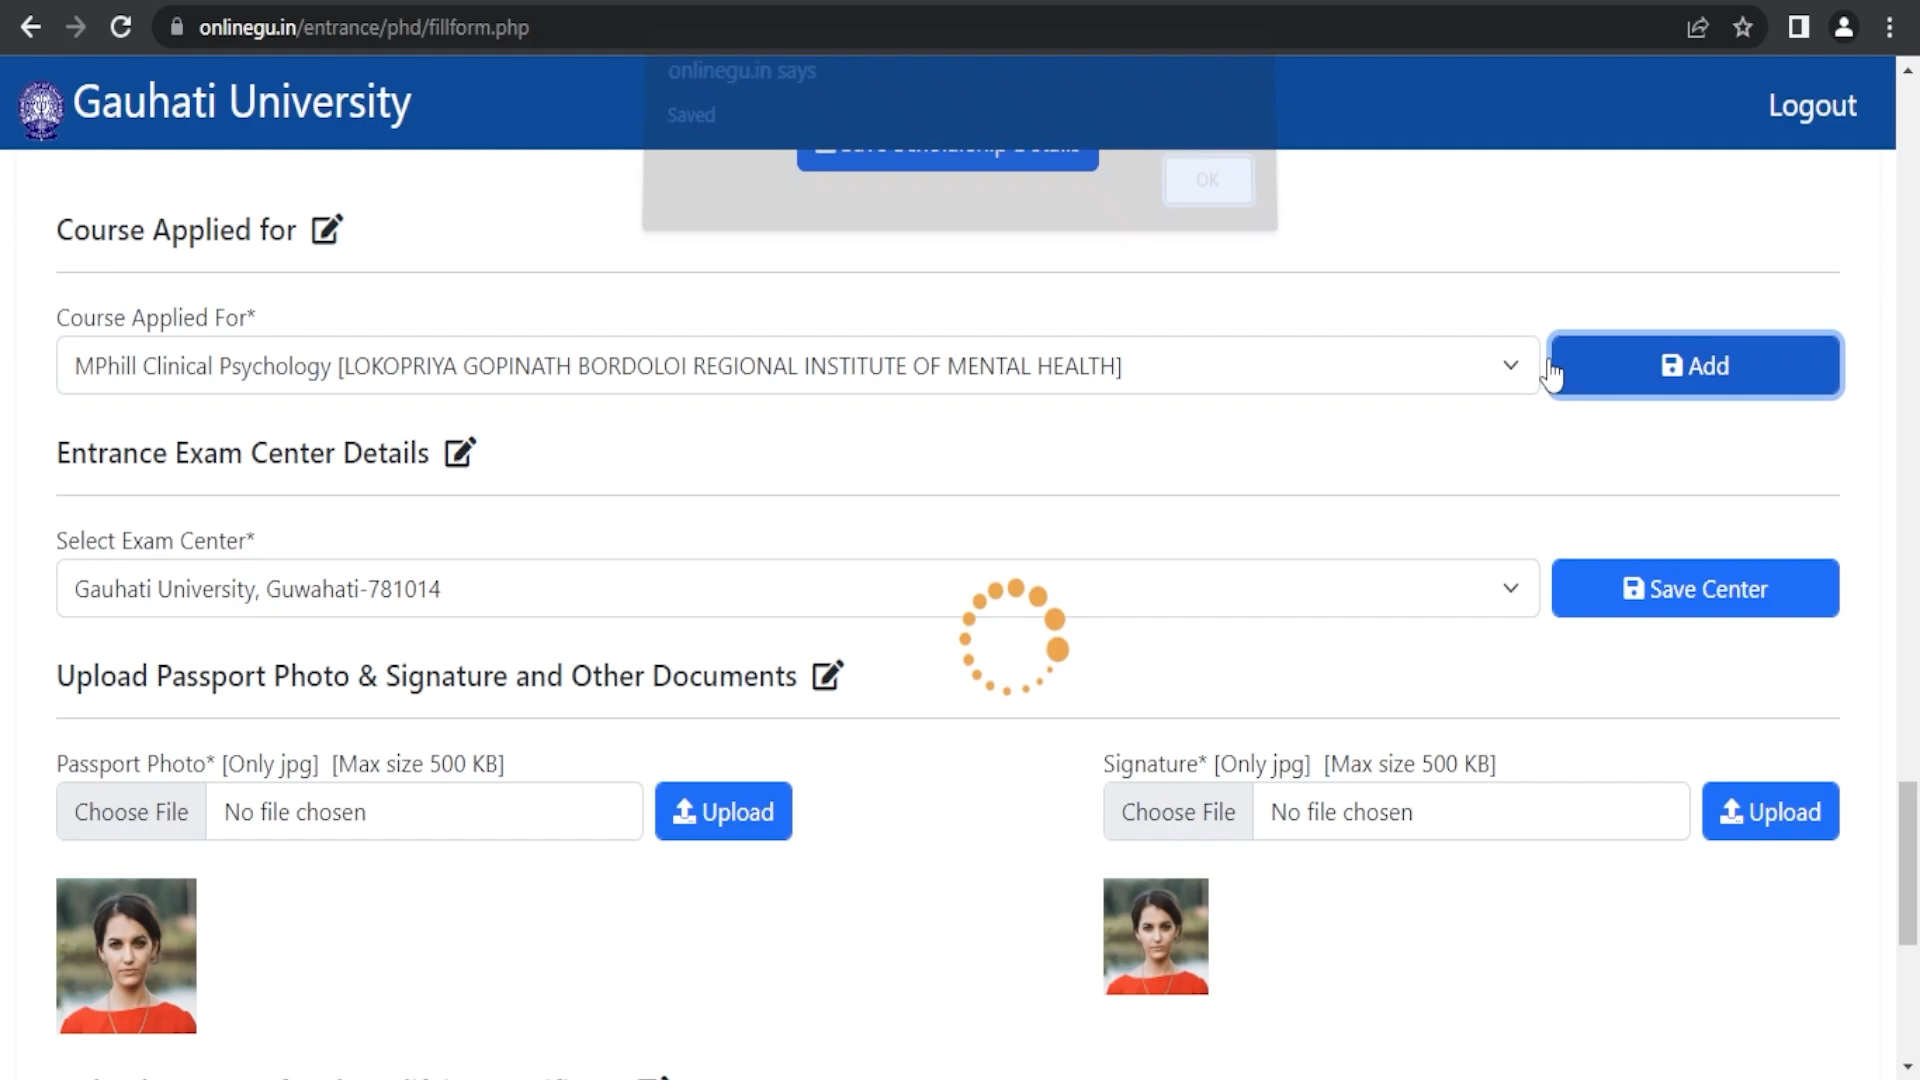 onlinegu.in/entrance/phd/fillform.php
onlinegu.in says
Gauhati University
Logout
Saved
Save Scholarship Details
OK
Course Applied for
Course Applied For*
MPhill Clinical Psychology [LOKOPRIYA GOPINATH BORDOLOI REGIONAL INSTITUTE OF MENTAL HEALTH]
Add
Entrance Exam Center Details
Select Exam Center*
Gauhati University, Guwahati-781014
Save Center
Upload Passport Photo & Signature and Other Documents
Passport Photo* [Only jpg] [Max size 500 KB]
Signature* [Only jpg] [Max size 500 KB]
Choose File No file chosen
Upload
Choose File No file chosen
Upload